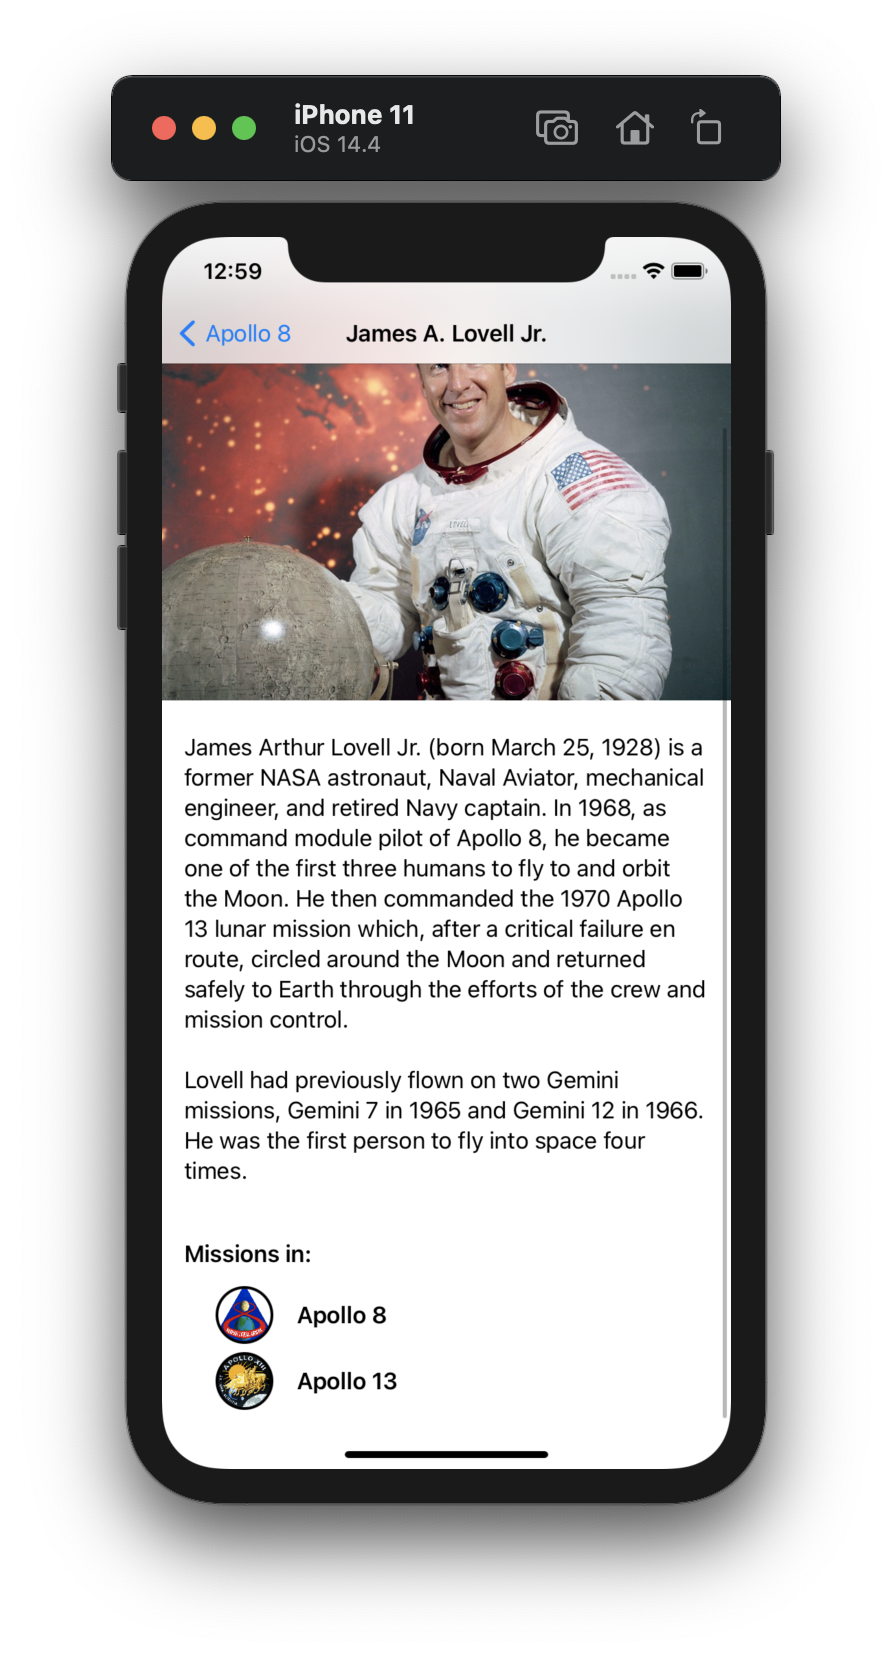 iPhone 11
iOS 14.4
12:59
Apollo 8
James A. Lovell Jr.
LOVELL
James Arthur Lovell Jr. (born March 25, 1928) is a
former NASA astronaut, Naval Aviator, mechanical
engineer, and retired Navy captain. In 1968, as
command module pilot of Apollo 8, he became
one of the first three humans to fly to and orbit
the Moon. He then commanded the 1970 Apollo
13 lunar mission which, after a critical failure en
route, circled around the Moon and returned
safely to Earth through the efforts of the crew and
mission control.
Lovell had previously flown on two Gemini
missions, Gemini 7 in 1965 and Gemini 12 in 1966.
He was the first person to fly into space four
times.
Missions in:
Apollo 8
APOLLO XIII
Apollo 13